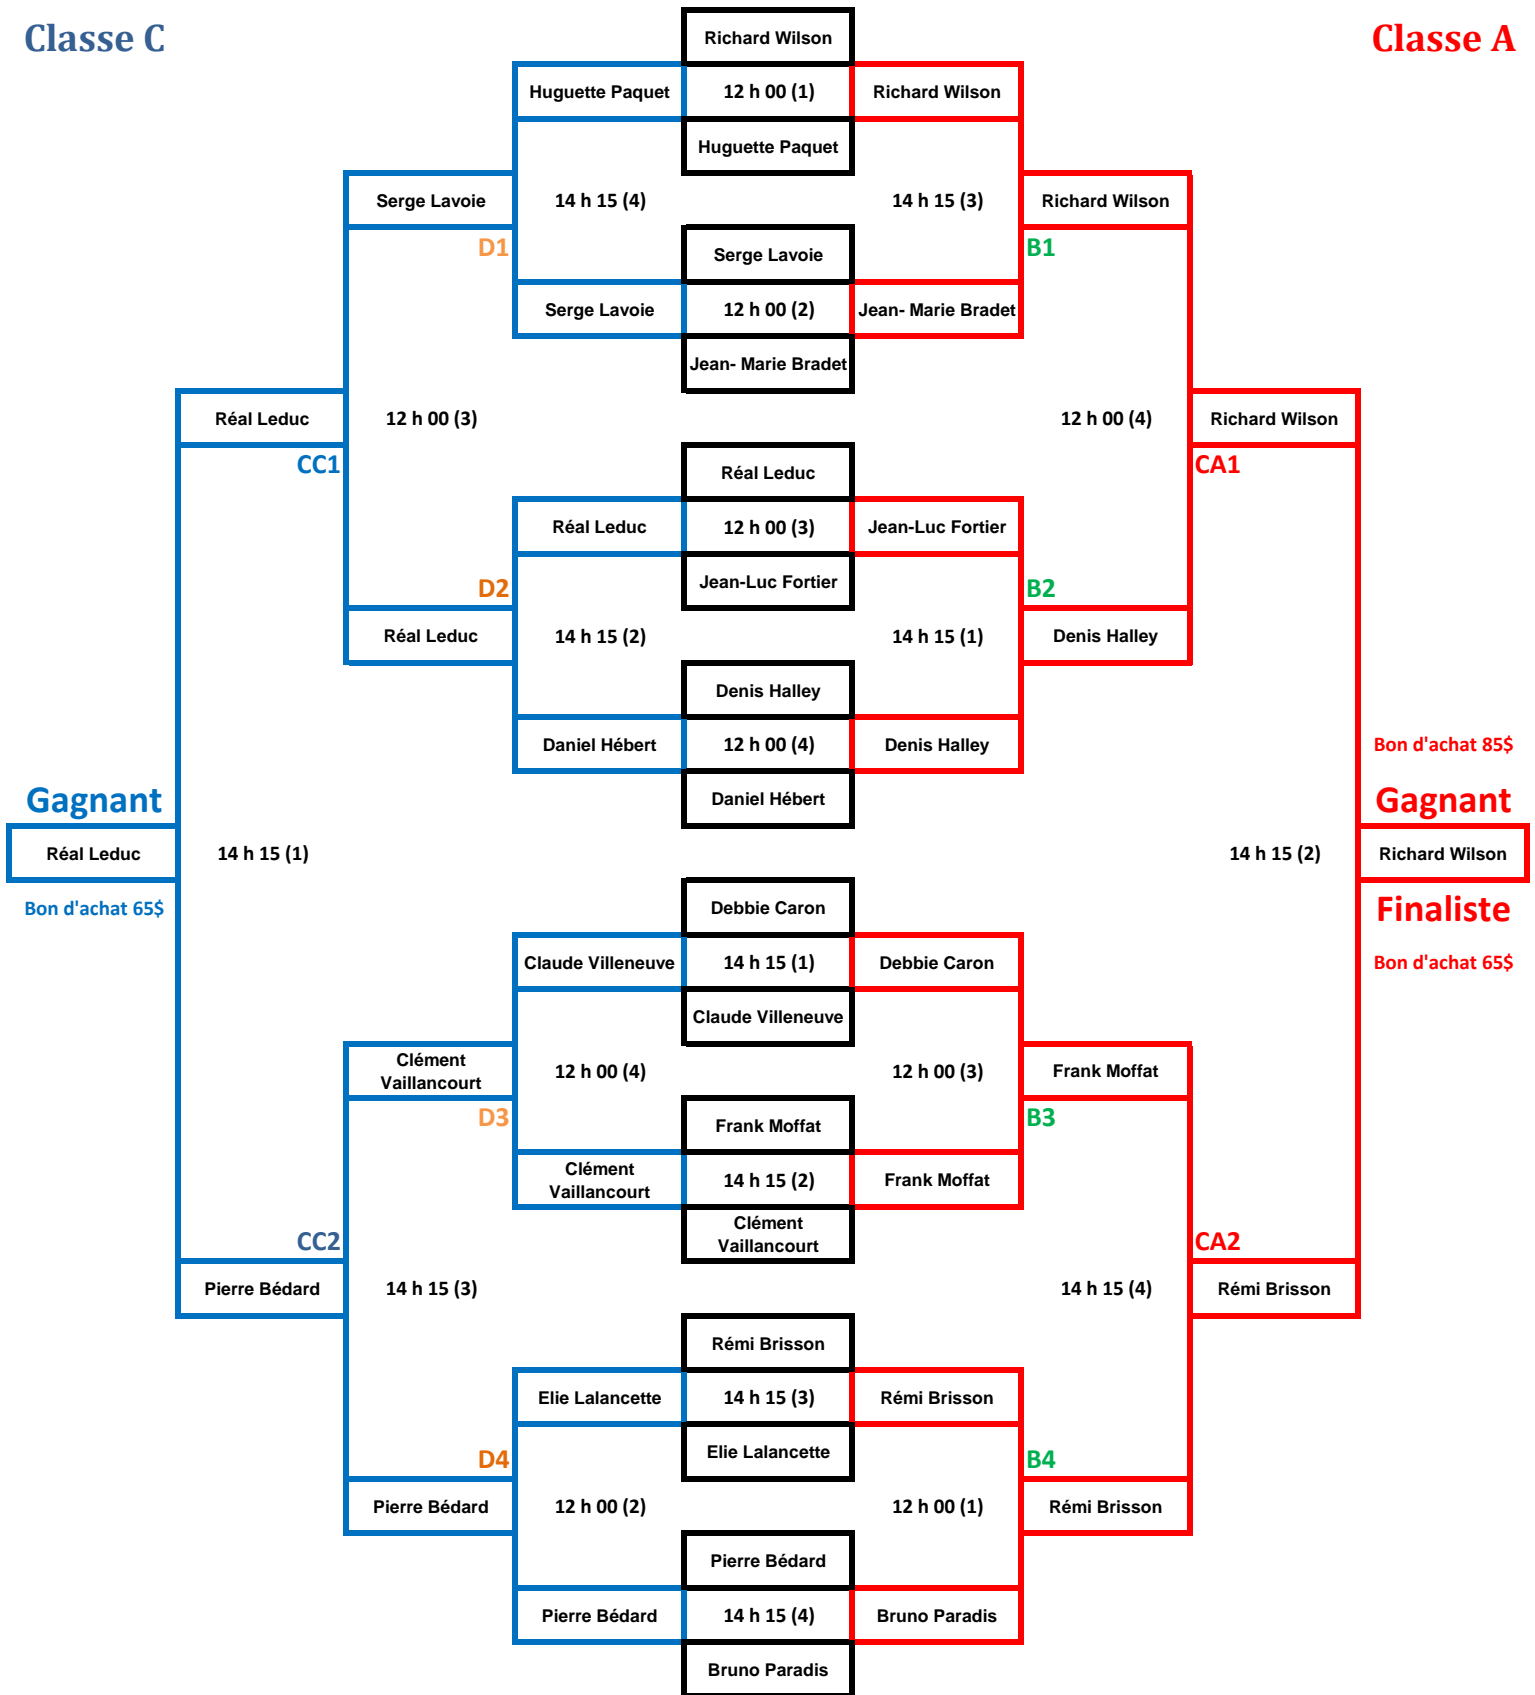 Classe C
Richard Wilson
Classe A
Huguette Paquet
12 h 00 (1)
Richard Wilson
Huguette Paquet
Serge Lavoie
14 h 15 (4)
14 h 15 (3)
Richard Wilson
D1
Serge Lavoie
B1
Serge Lavoie
12 h 00 (2)
Jean- Marie Bradet
Jean- Marie Bradet
Réal Leduc
12 h 00 (3)
12 h 00 (4)
Richard Wilson
CC1
Réal Leduc
CA1
Réal Leduc
12 h 00 (3)
Jean-Luc Fortier
D2
Jean-Luc Fortier
B2
Réal Leduc
14 h 15 (2)
14 h 15 (1)
Denis Halley
Denis Halley
Daniel Hébert
12 h 00 (4)
Denis Halley
Bon d'achat 85$
Gagnant
Daniel Hébert
Gagnant
Réal Leduc
14 h 15 (1)
14 h 15 (2)
Richard Wilson
Bon d'achat 65$
Debbie Caron
Finaliste
Claude Villeneuve
14 h 15 (1)
Debbie Caron
Bon d'achat 65$
Claude Villeneuve
Clément
Vaillancourt
12 h 00 (4)
12 h 00 (3)
Frank Moffat
D3
Frank Moffat
B3
Clément
Vaillancourt
14 h 15 (2)
Frank Moffat
Clément
Vaillancourt
CC2
CA2
Pierre Bédard
14 h 15 (3)
14 h 15 (4)
Rémi Brisson
Rémi Brisson
Elie Lalancette
14 h 15 (3)
Rémi Brisson
D4
Elie Lalancette
B4
Pierre Bédard
12 h 00 (2)
12 h 00 (1)
Rémi Brisson
Pierre Bédard
Pierre Bédard
14 h 15 (4)
Bruno Paradis
Bruno Paradis